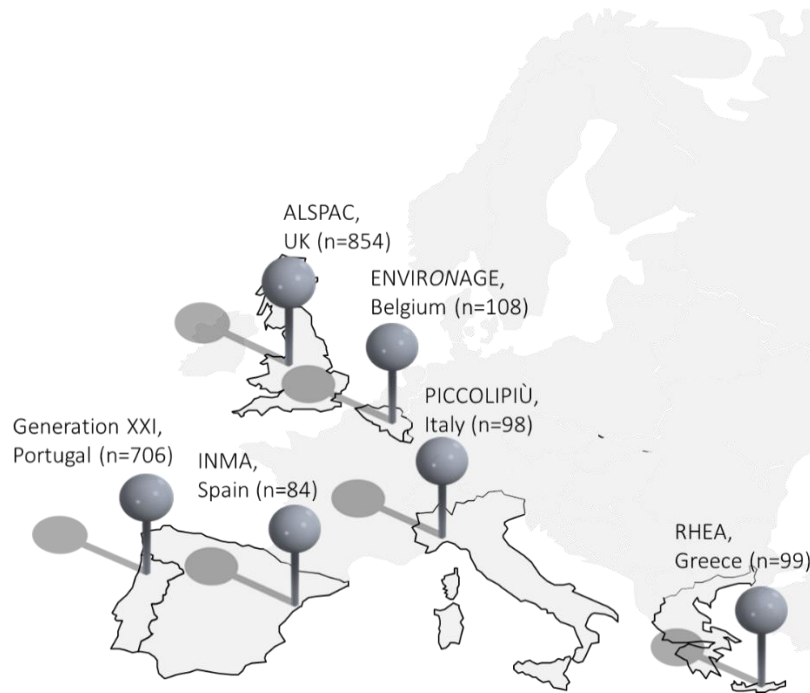 ALSPAC,
UK (n=854)
ENVIRONAGE,
Belgium (n=108)
PICCOLIPIÙ,
Italy (n=98)
Generation XXI,
Portugal (n=706)
INMA,
Spain (n=84)
RHEA,
Greece (n=99)